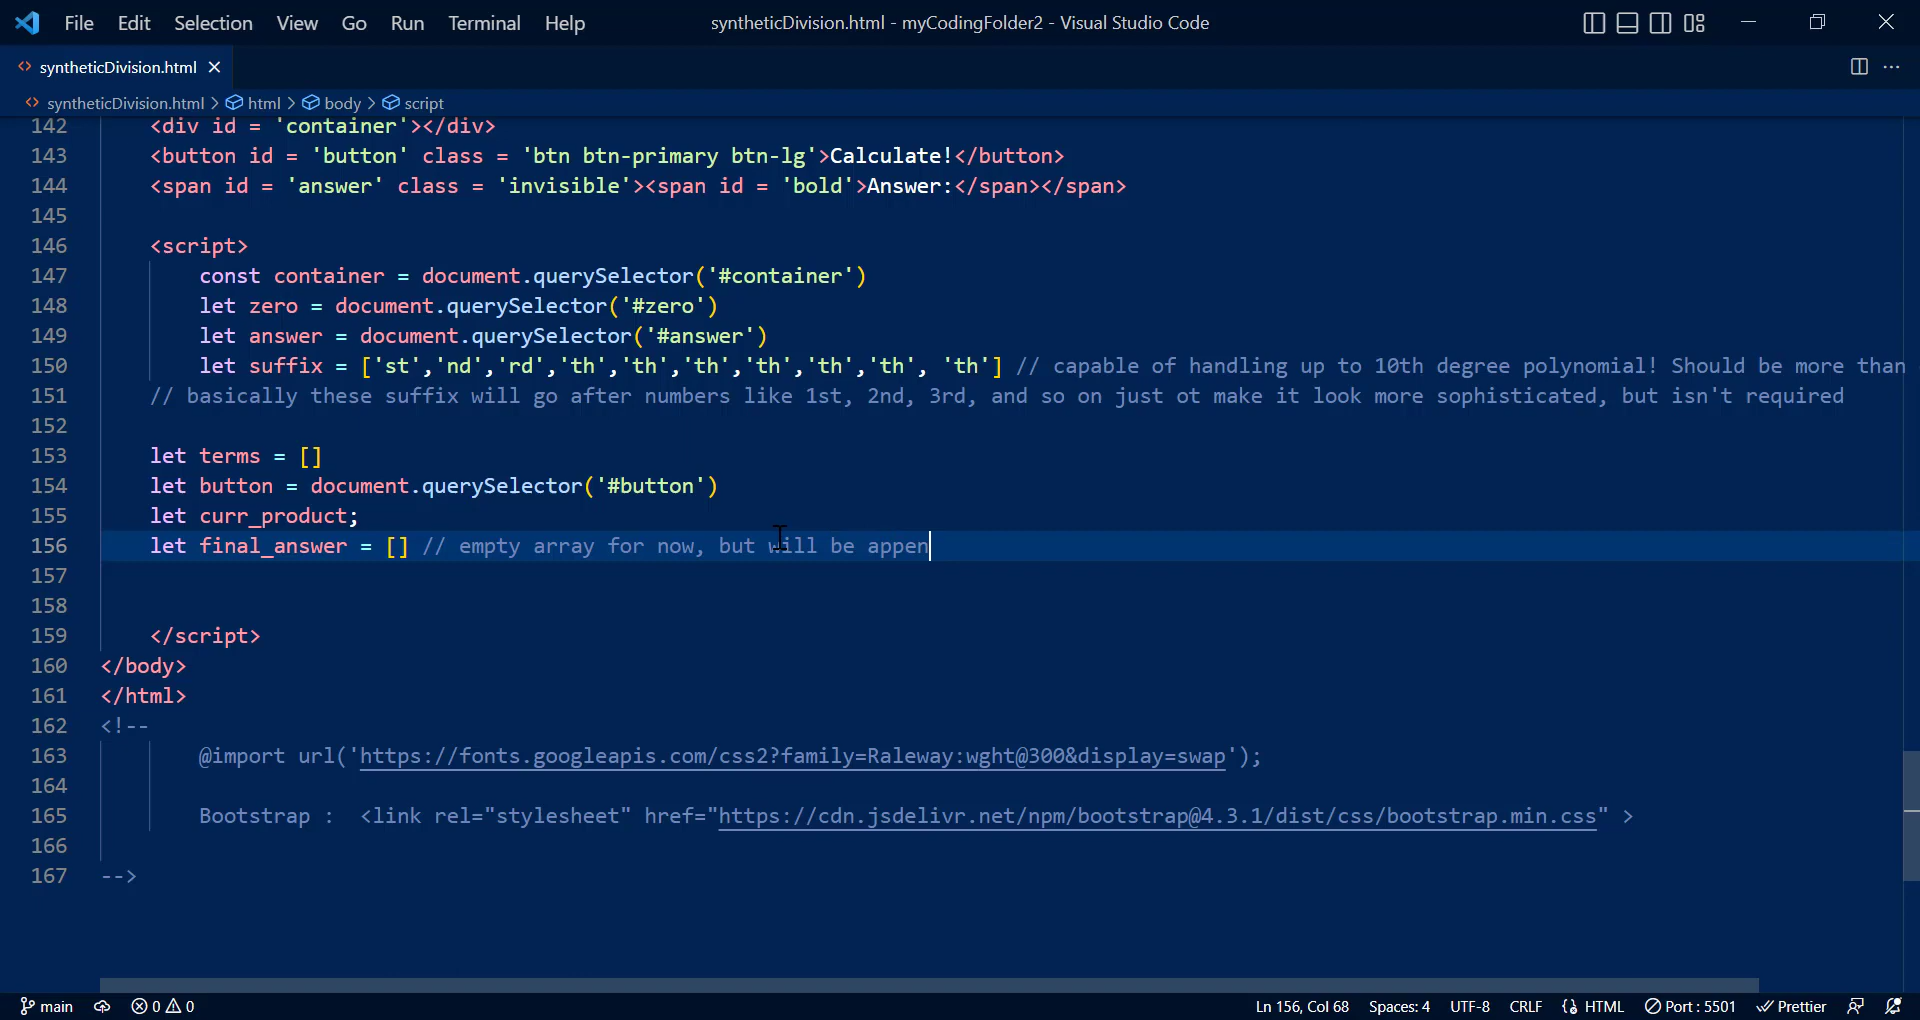 File Edit Selection View Go Run Terminal Help syntheticDivision.html - myCodingFolder2 - Visual Studio Code
<> syntheticDivision.html ×
<> syntheticDivision.html > html > body > script
142 <div id = 'container'></div>
143 <button id = 'button' class = 'btn btn-primary btn-lg'>Calculate!</button>
144 <span id = 'answer' class = 'invisible'><span id = 'bold'>Answer:</span></span>
145
146 <script>
147 const container = document.querySelector('#container')
148 let zero = document.querySelector('#zero')
149 let answer = document.querySelector('#answer')
150 let suffix = ['st','nd','rd','th','th','th','th','th','th', 'th'] // capable of handling up to 10th degree polynomial! Should be more than
151 // basically these suffix will go after numbers like 1st, 2nd, 3rd, and so on just ot make it look more sophisticated, but isn't required
152
153 let terms = []
154 let button = document.querySelector('#button')
155 let curr_product;
156 let final_answer = [] // empty array for now, but will be appen
157
158
159 </script>
160 </body>
161 </html>
162 <!--
163 @import url('https://fonts.googleapis.com/css2?family=Raleway:wght@300&display=swap');
164
165 Bootstrap : <link rel="stylesheet" href="https://cdn.jsdelivr.net/npm/bootstrap@4.3.1/dist/css/bootstrap.min.css" >
166
167 -->
main 0 0 Ln 156, Col 68 Spaces: 4 UTF-8 CRLF HTML Port : 5501 Prettier